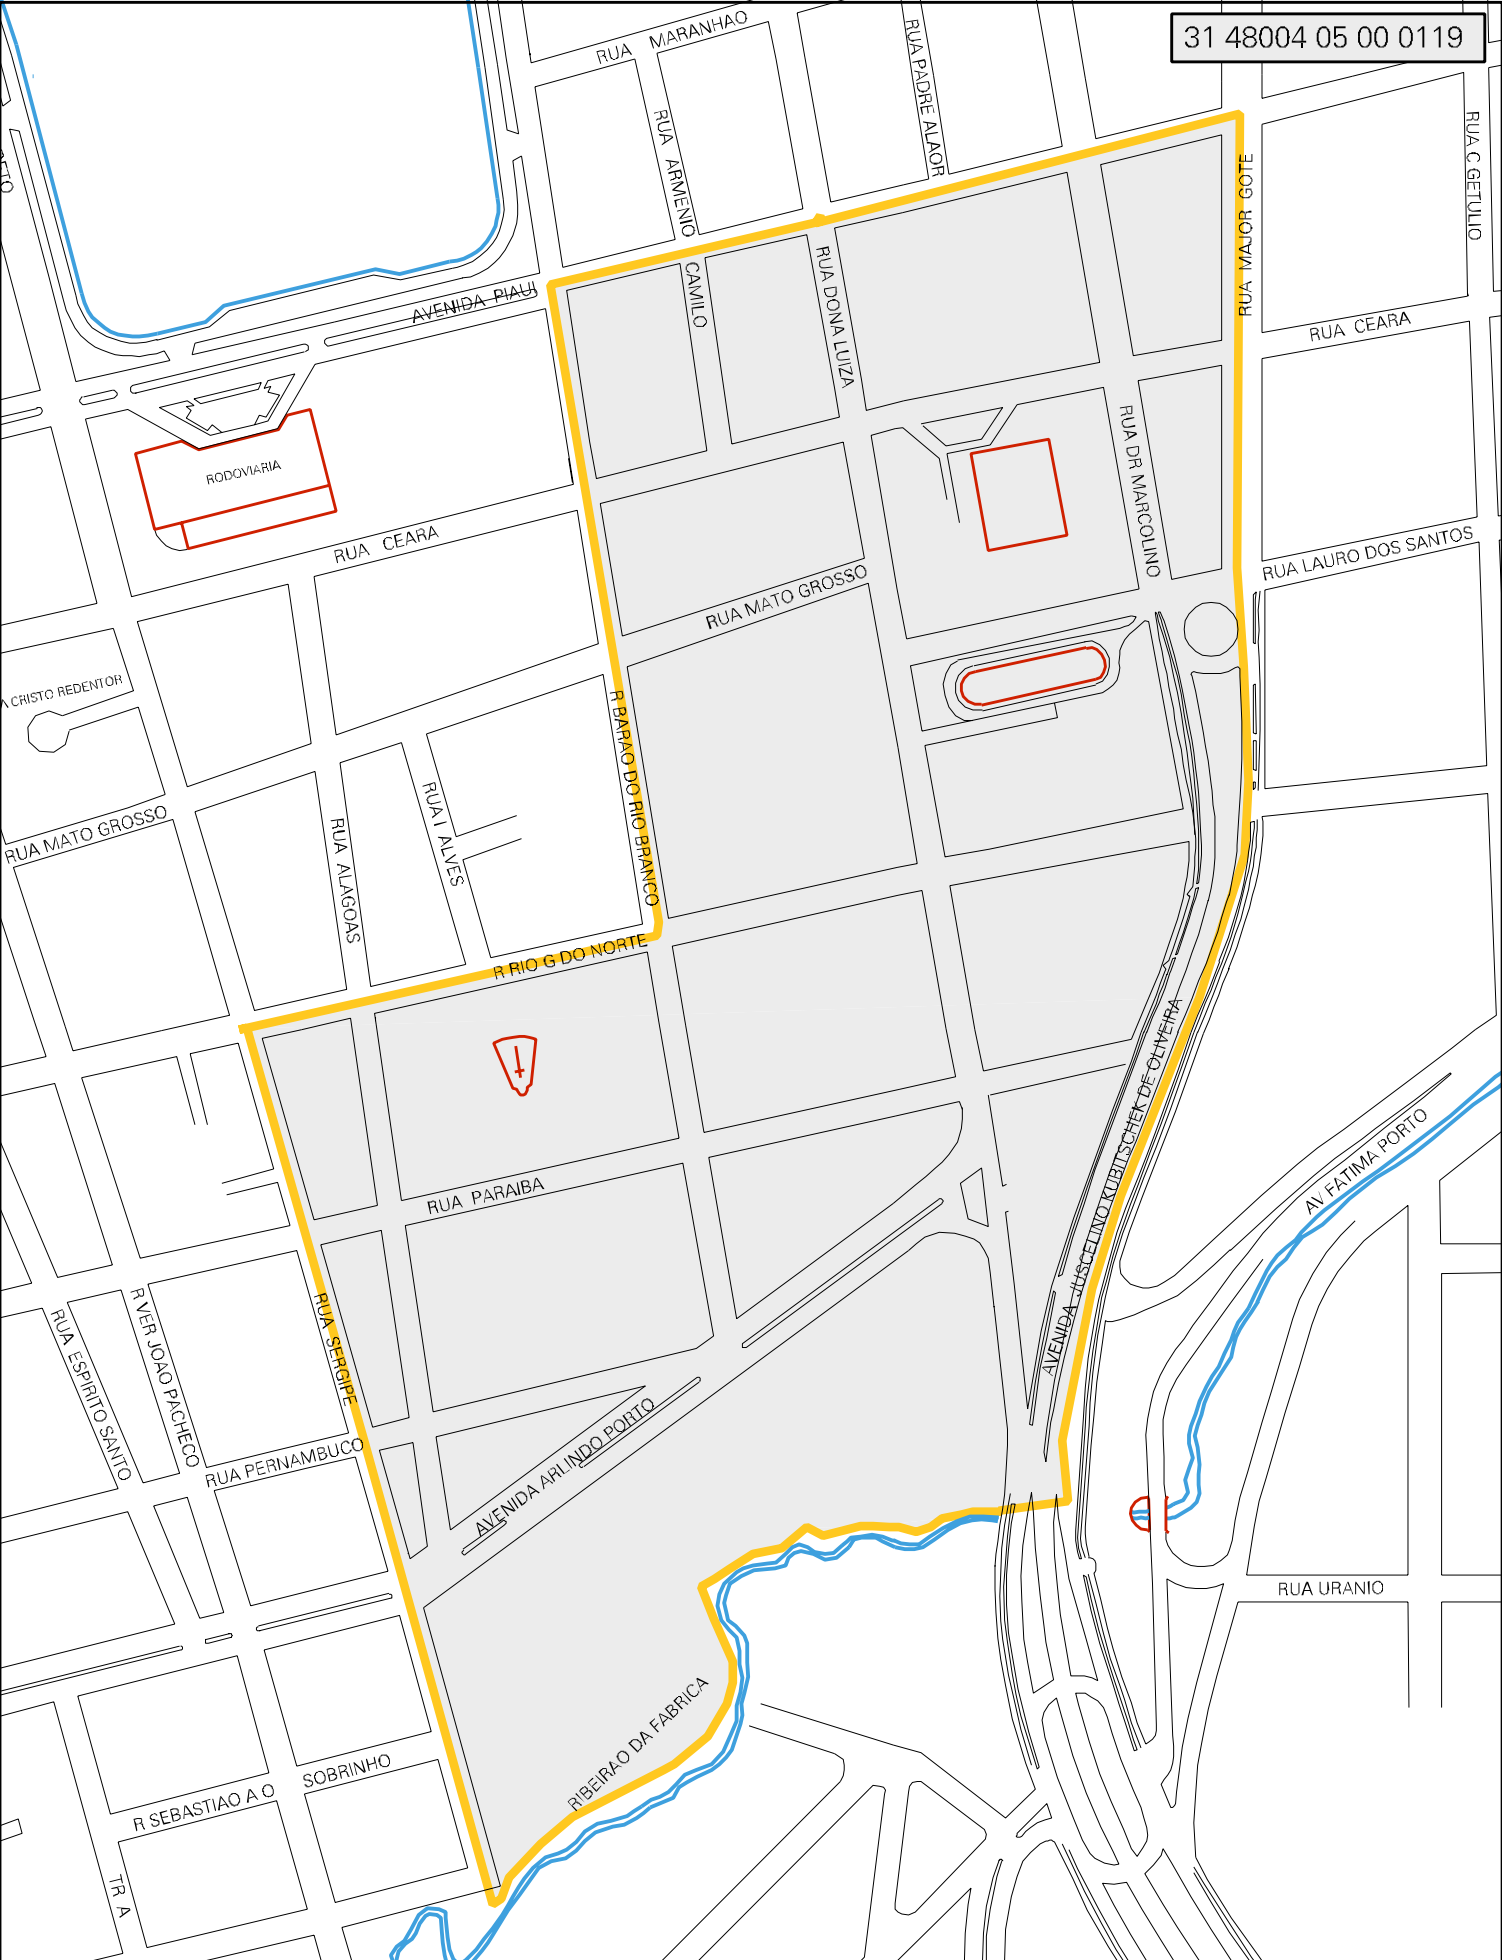 31 48004 05 00 0119
RUA MARANHAO
RUA PADRE ALAOR
RUA ARMENIO
RUA C GETULIO
RUA MAJOR GOTE
CAMILO
RUA DONA LUIZA
AVENIDA PIAUI
RUA CEARA
RODOVIARIA
RUA DR MARCOLINO
RUA CEARA
RUA LAURO DOS SANTOS
RUA MATO GROSSO
CRISTO REDENTOR
R BARAO DO RIO BRANCO
RUA MATO GROSSO
RUA ALAGOAS
RUA I ALVES
R RIO G DO NORTE
AVENIDA JUSCELINO KUBITSCHEK DE OLIVEIRA
AV FATIMA PORTO
RUA PARAIBA
RUA ESPIRITO SANTO
R VER JOAO PACHECO
RUA SERGIPE
RUA PERNAMBUCO
AVENIDA ARLINDO PORTO
RUA URANIO
RIBEIRAO DA FABRICA
R SEBASTIAO A O SOBRINHO
TR A